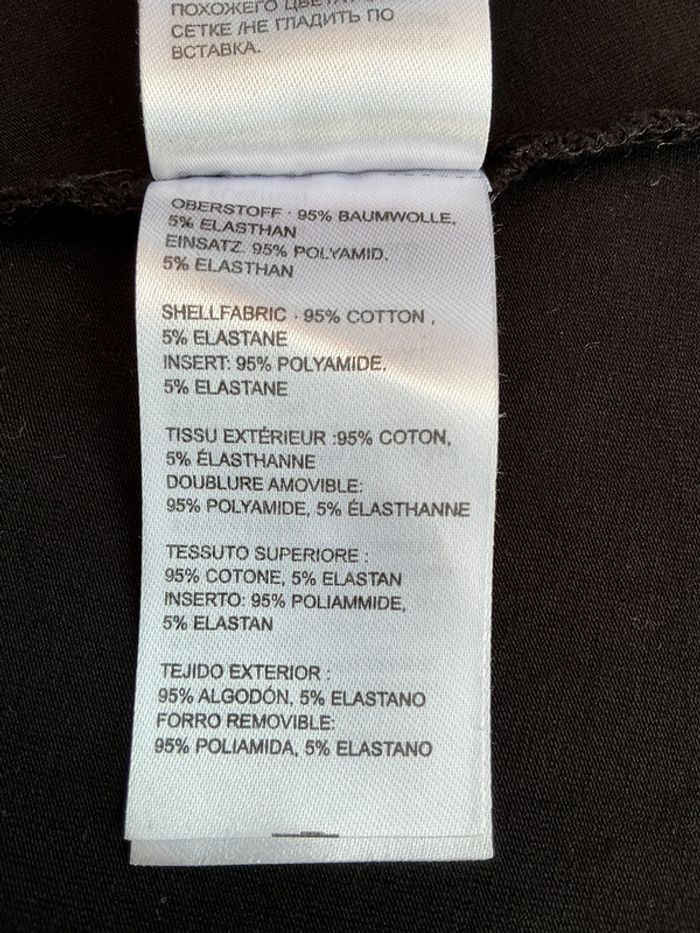 ПОХОЖЕГО
СЕТКЕ /НЕ ГЛАДИТЬ ПО
ВСТАВКА.
OBERSTOFF : 95% BAUMWOLLE,
5% ELASTHAN
EINSATZ: 95% POLYAMID,
5% ELASTHAN
SHELLFABRIC : 95% COTTON ,
5% ELASTANE
INSERT: 95% POLYAMIDE,
5% ELASTANE
TISSU EXTÉRIEUR :95% COTON,
5% ÉLASTHANNE
DOUBLURE AMOVIBLE:
95% POLYAMIDE, 5% ÉLASTHANNE
TESSUTO SUPERIORE :
95% COTONE, 5% ELASTAN
INSERTO: 95% POLIAMMIDE,
5% ELASTAN
TEJIDO EXTERIOR :
95% ALGODÓN, 5% ELASTANO
FORRO REMOVIBLE:
95% POLIAMIDA, 5% ELASTANO